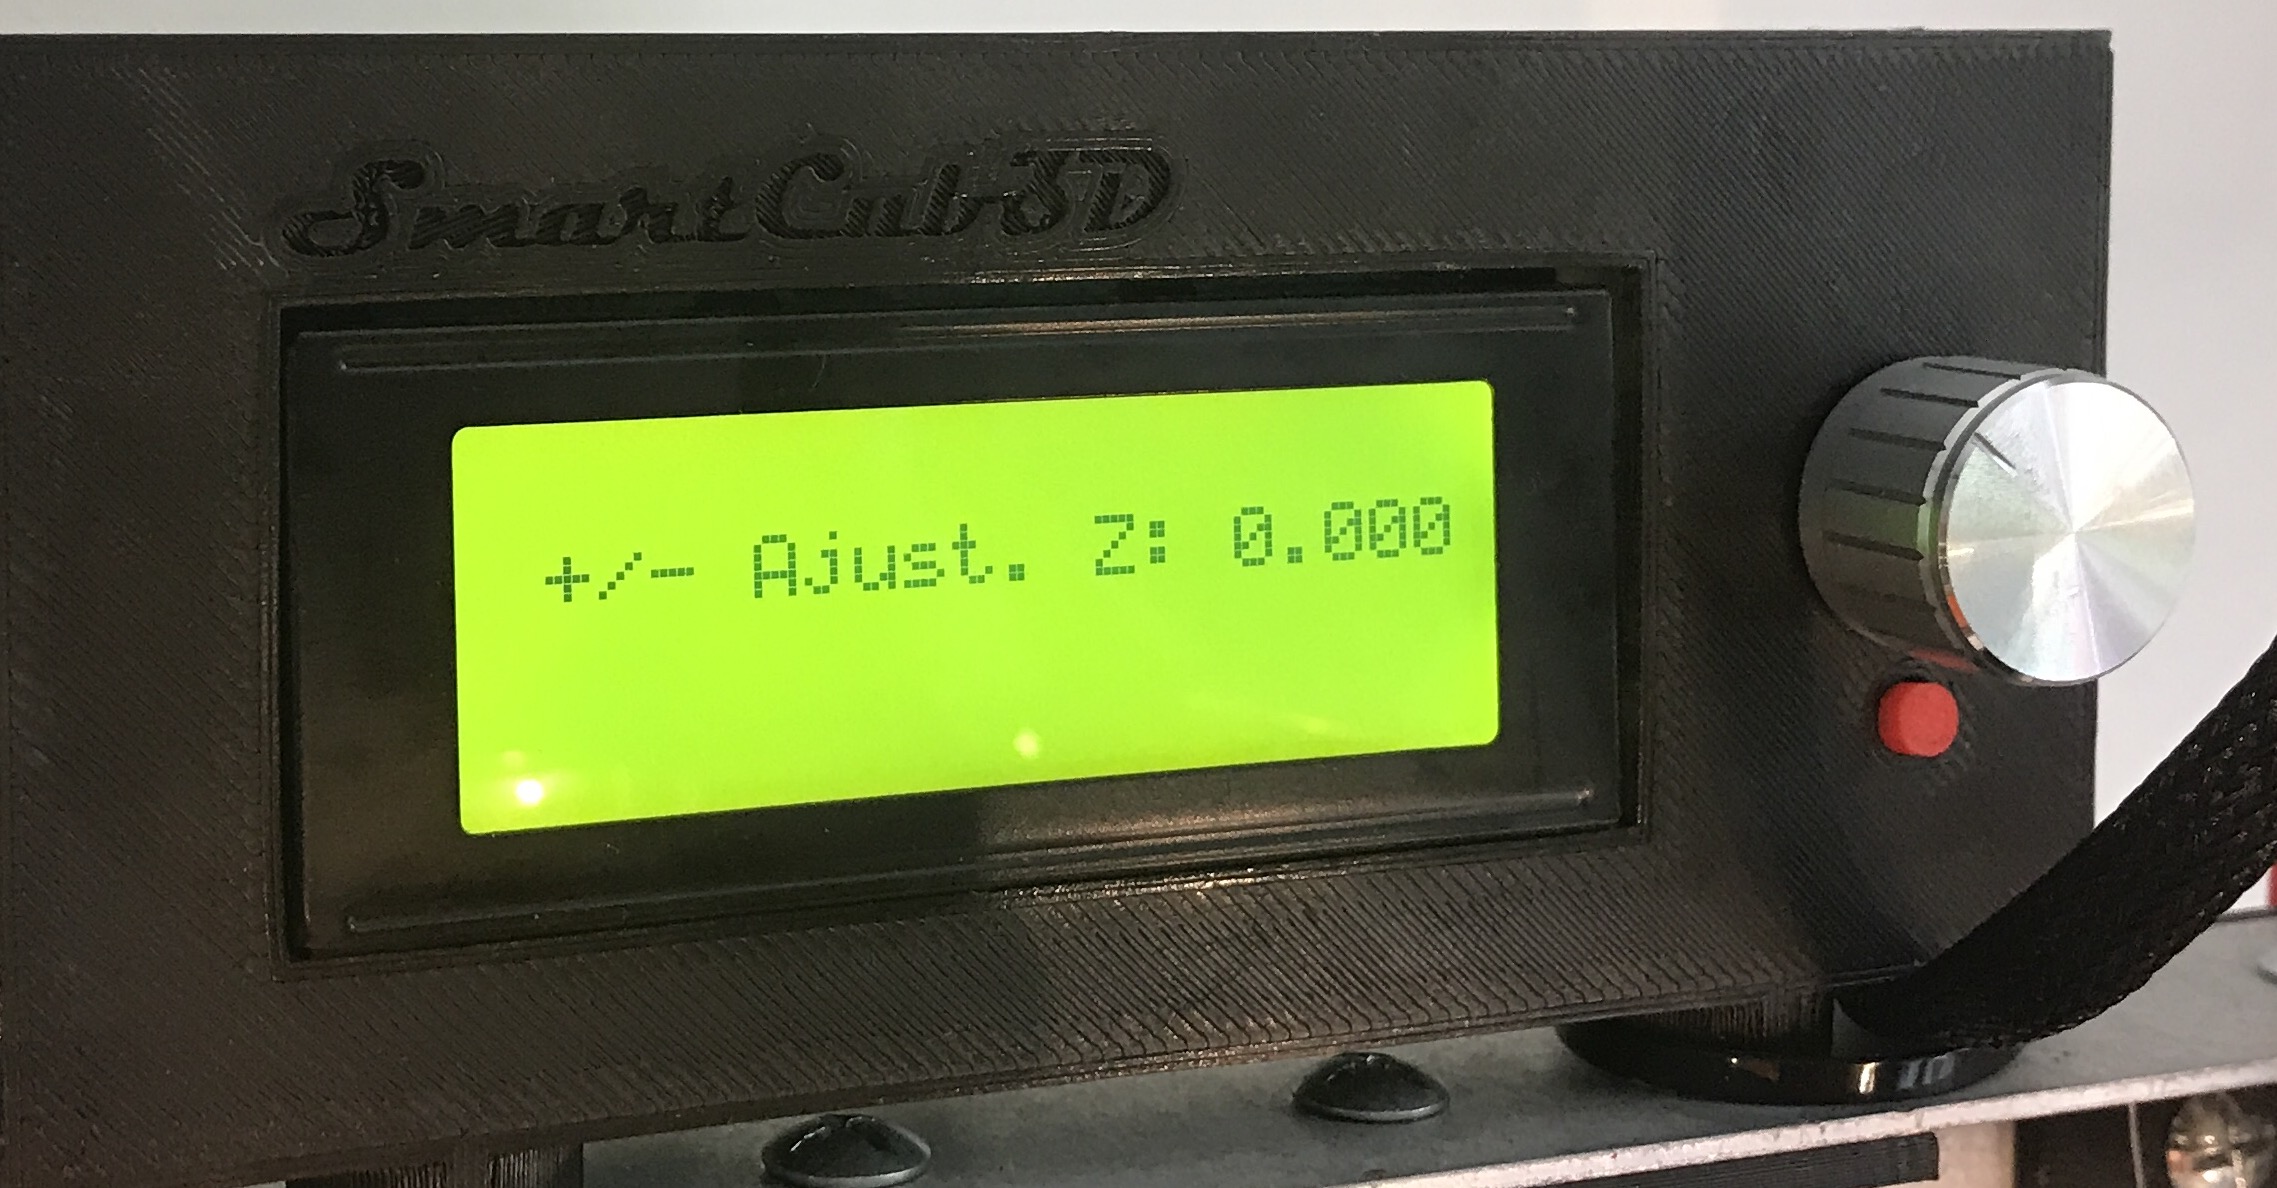 SmartCub3D
+/- Ajust. Z: 0.000